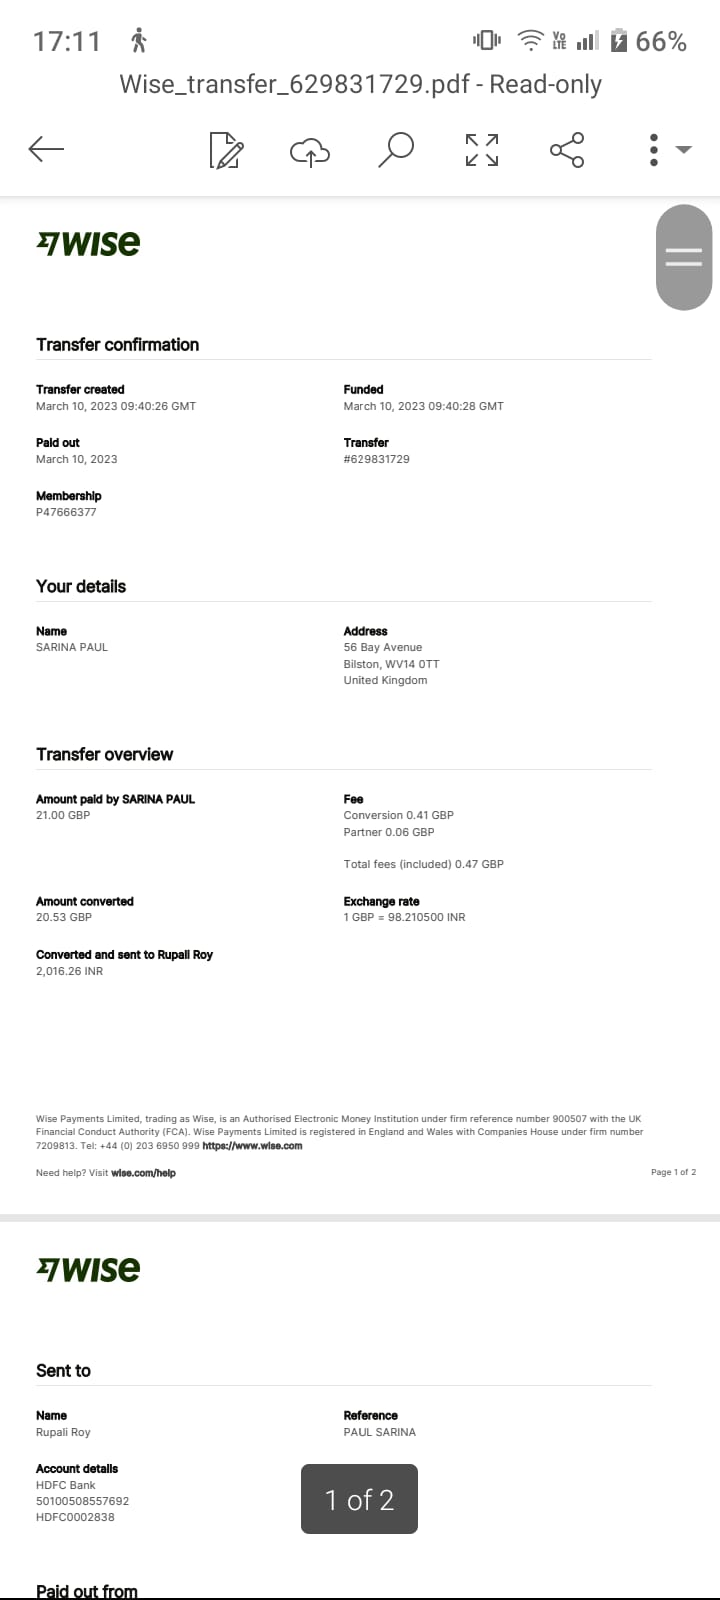 17:11 VoLTE 66%
Wise_transfer_629831729.pdf - Read-only
WISE
Transfer confirmation
Transfer created Funded
March 10, 2023 09:40:26 GMT March 10, 2023 09:40:28 GMT
Paid out Transfer
March 10, 2023 #629831729
Membership
P47666377
Your details
Name Address
SARINA PAUL 56 Bay Avenue
Bilston, WV14 0TT
United Kingdom
Transfer overview
Amount paid by SARINA PAUL Fee
21.00 GBP Conversion 0.41 GBP
Partner 0.06 GBP
Total fees (included) 0.47 GBP
Amount converted Exchange rate
20.53 GBP 1 GBP = 98.210500 INR
Converted and sent to Rupali Roy
2,016.26 INR
Wise Payments Limited, trading as Wise, is an Authorised Electronic Money Institution under firm reference number 900507 with the UK
Financial Conduct Authority (FCA). Wise Payments Limited is registered in England and Wales with Companies House under firm number
7209813. Tel: +44 (0) 203 6950 999 https://www.wise.com
Need help? Visit wise.com/help Page 1 of 2
WISE
Sent to
Name Reference
Rupali Roy PAUL SARINA
Account details
HDFC Bank
50100508557692
HDFC0002838
1 of 2
Paid out from